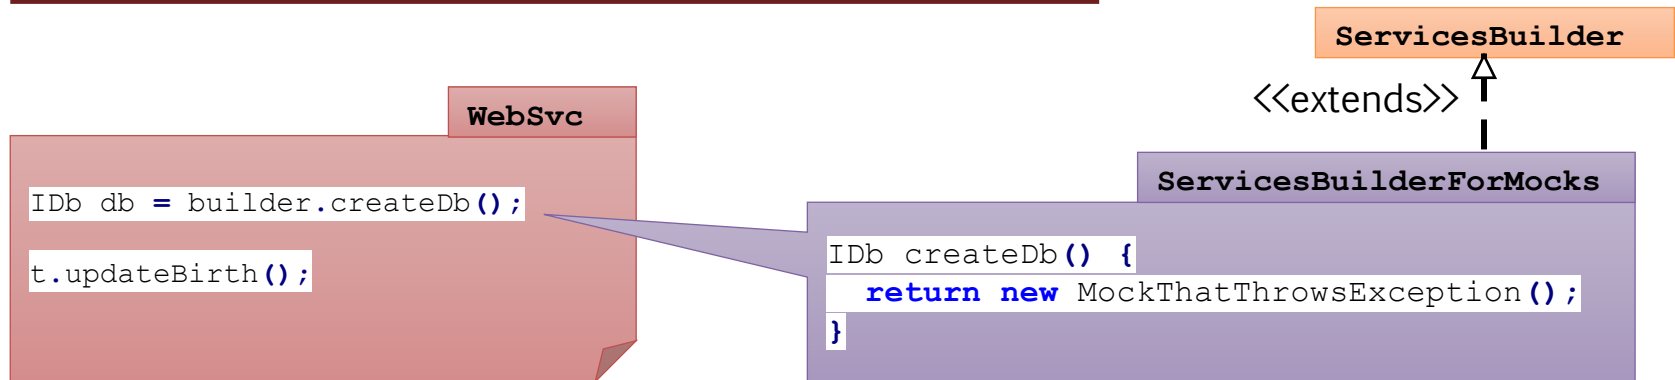 ServicesBuilder
<<extends>>
WebSvc
IDb db = builder.createDb();
t.updateBirth();
ServicesBuilderForMocks
IDb createDb() {
  return new MockThatThrowsException();
}